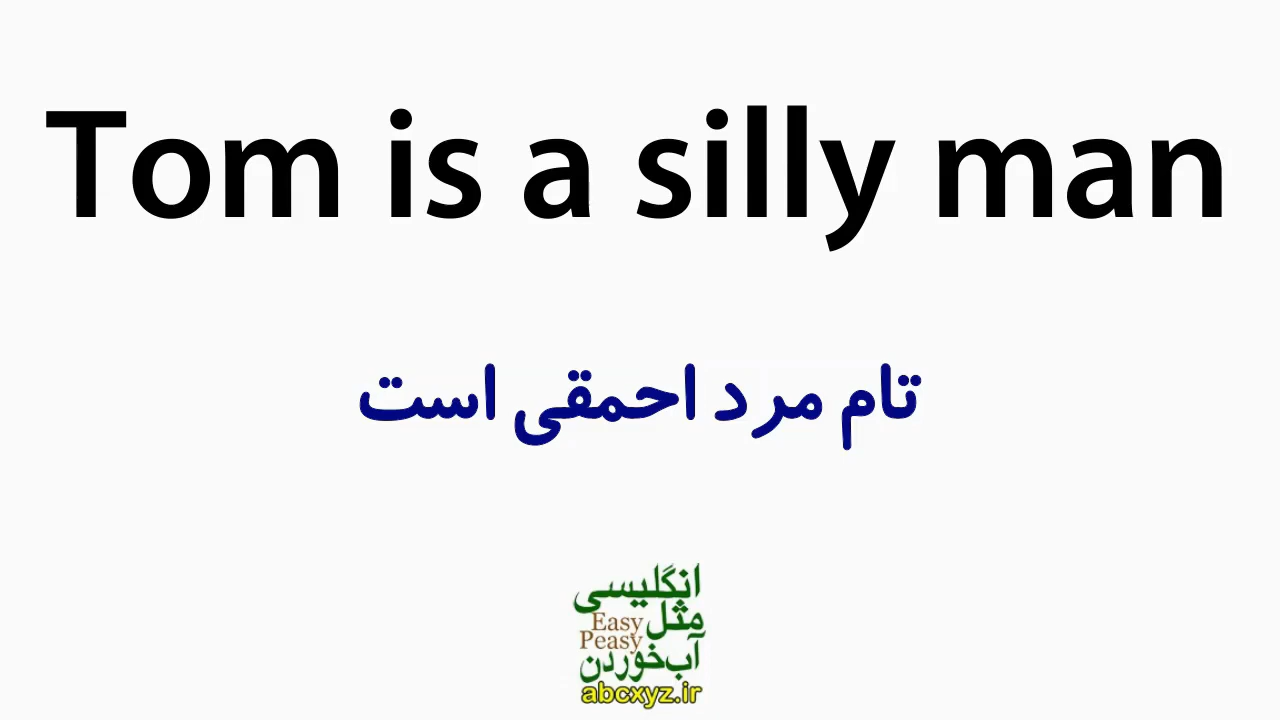 Tom is a silly man
تام مرد احمقی است
انگلیسی
مثل Easy
Peasy
آب‌خوردن
abcxyz.ir